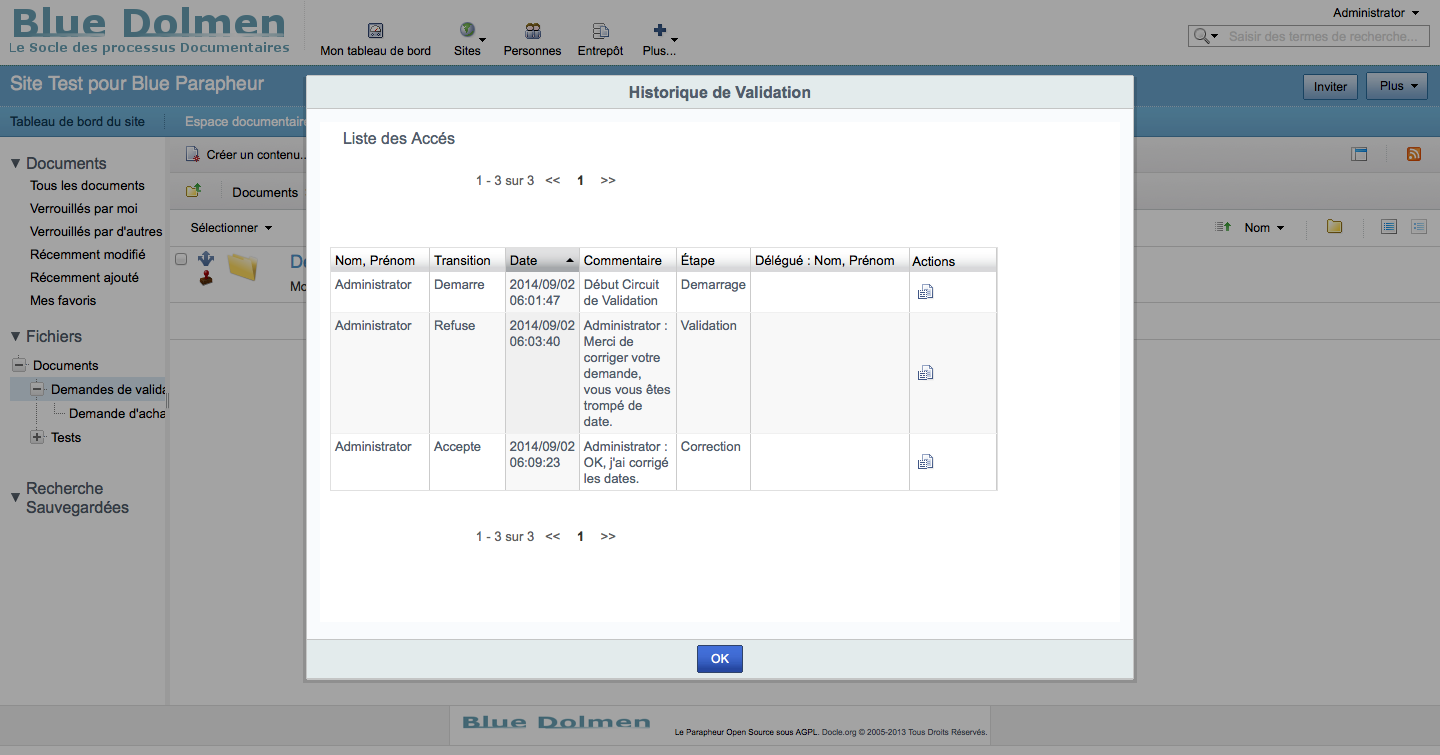 Blue Dolmen
Le Socle des processus Documentaires
Mon tableau de bord
Sites
Personnes
Entrepôt
Plus...
Administrator
Saisir des termes de recherche...
Site Test pour Blue Parapheur
Inviter
Plus
Tableau de bord du site
Espace documentaire
Historique de Validation
Liste des Accés
1 - 3 sur 3 << 1 >>
Nom, Prénom Transition Date Commentaire Étape Délégué : Nom, Prénom Actions
Administrator Demarre 2014/09/02 Début Circuit Demarrage
06:01:47 de Validation
Administrator Refuse 2014/09/02 Administrator : Validation
06:03:40 Merci de
corriger votre
demande,
vous vous êtes
trompé de
date.
Administrator Accepte 2014/09/02 Administrator : Correction
06:09:23 OK, j'ai corrigé
les dates.
1 - 3 sur 3 << 1 >>
OK
Documents
Tous les documents
Verrouillés par moi
Verrouillés par d'autres
Récemment modifié
Récemment ajouté
Mes favoris
Fichiers
Documents
Demandes de valida
Demande d'acha
Tests
Recherche
Sauvegardées
Créer un contenu..
Documents
Sélectionner
Nom
De
Mo
Blue Dolmen
Le Parapheur Open Source sous AGPL. Docle.org © 2005-2013 Tous Droits Réservés.